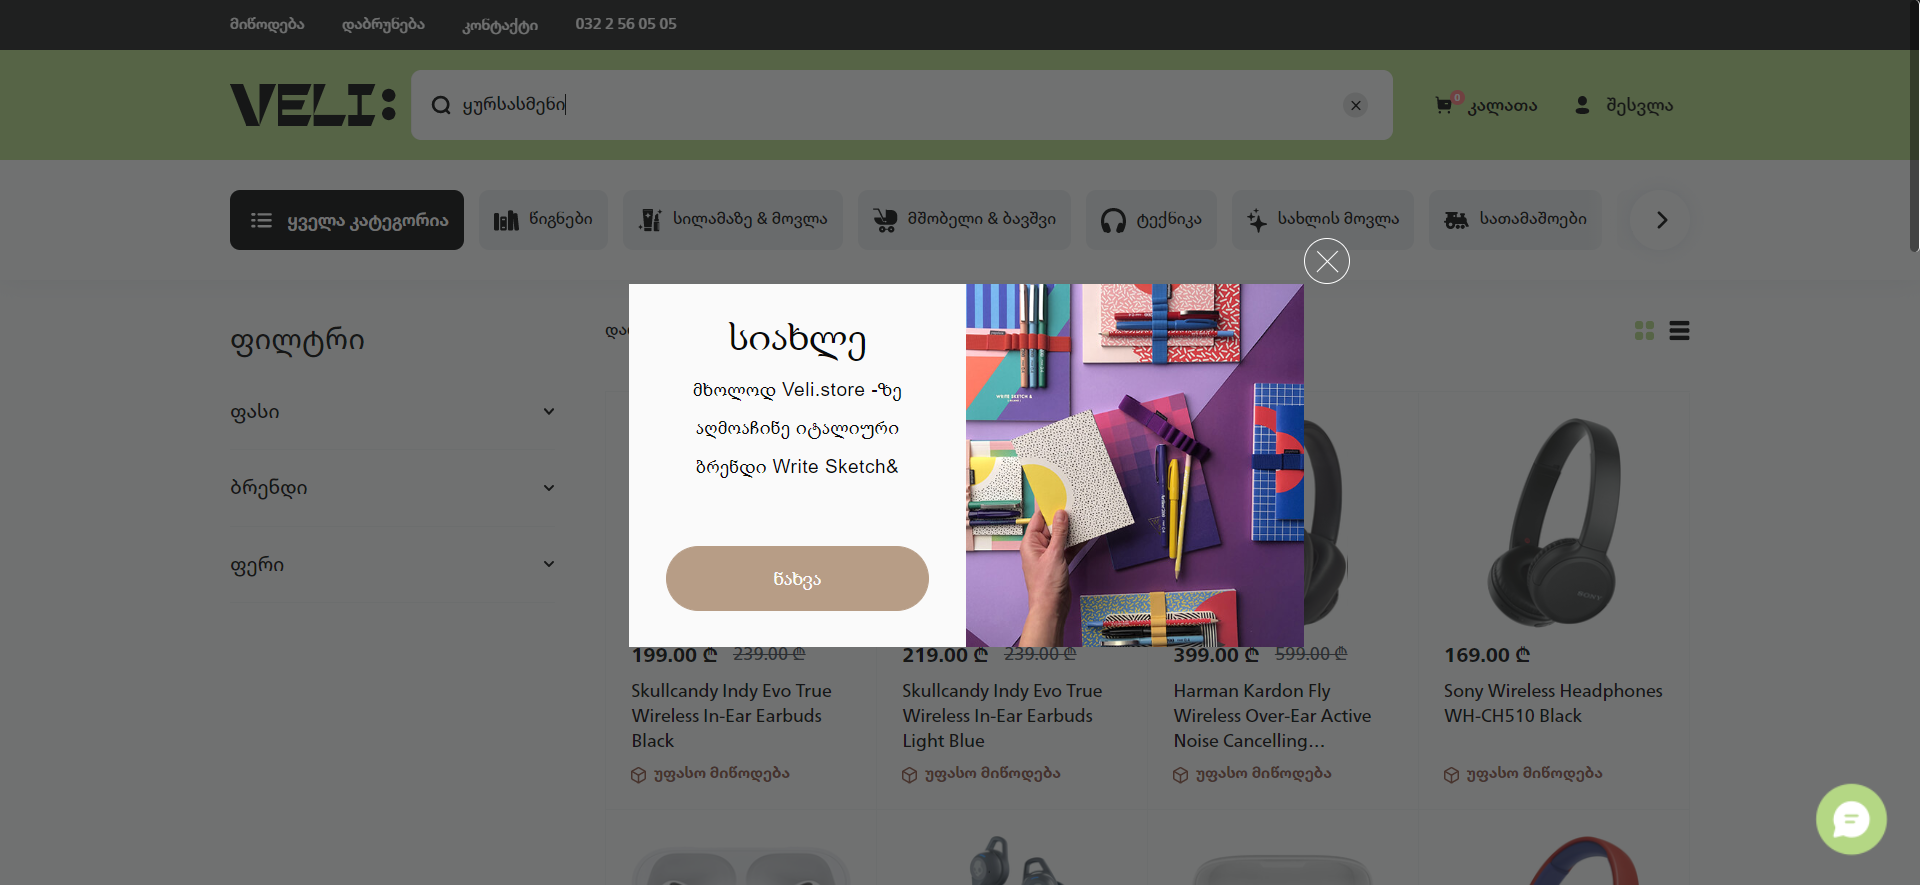 მიწოდება
დაბრუნება
კონტაქტი
032 2 56 05 05
VELI:
ყურსასმენი
0
კალათა
შესვლა
ყველა კატეგორია
წიგნები
სილამაზე & მოვლა
მშობელი & ბავშვი
ტექნიკა
სახლის მოვლა
სათამაშოები
ფილტრი
ფასი
ბრენდი
ფერი
სიახლე
მხოლოდ Veli.store -ზე
აღმოაჩინე იტალიური
ბრენდი Write Sketch&
ნახვა
WRITE SKETCH &
SONY
199.00 ₾ 239.00 ₾
Skullcandy Indy Evo True
Wireless In-Ear Earbuds
Black
უფასო მიწოდება
219.00 ₾ 239.00 ₾
Skullcandy Indy Evo True
Wireless In-Ear Earbuds
Light Blue
უფასო მიწოდება
399.00 ₾ 599.00 ₾
Harman Kardon Fly
Wireless Over-Ear Active
Noise Cancelling...
უფასო მიწოდება
169.00 ₾
Sony Wireless Headphones
WH-CH510 Black
უფასო მიწოდება